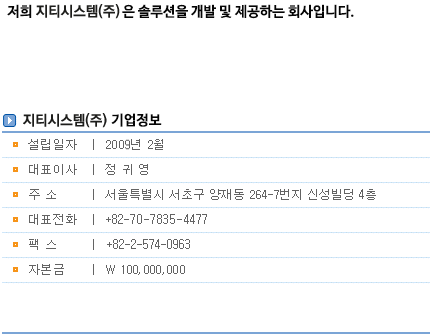 저희 지티시스템(주)은 솔루션을 개발 및 제공하는 회사입니다.
지티시스템(주) 기업정보
설립일자 | 2009년 2월
대표이사 | 정 귀 영
주 소 | 서울특별시 서초구 양재동 264-7번지 신성빌딩 4층
대표전화 | +82-70-7835-4477
팩 스 | +82-2-574-0963
자본금 | ₩ 100,000,000